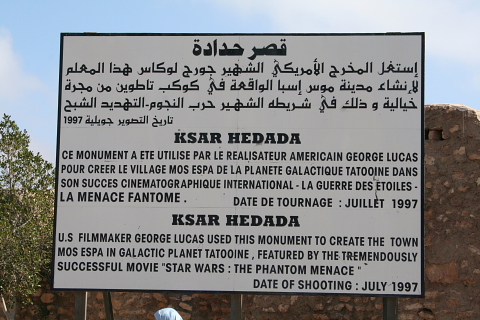 قصر حدادة
إستغل المخرج الأمريكي الشهير جورج لوكاس هذا المعلم
لإنشاء مدينة موس إسبا الواقعة في كوكب تاطوين من مجرة
خيالية و ذلك في شريطه الشهير حرب النجوم-التهديد الشبح
تاريخ التصوير جويلية 1997
KSAR HEDADA
CE MONUMENT A ETE UTILISE PAR LE REALISATEUR AMERICAIN GEORGE LUCAS
POUR CREER LE VILLAGE MOS ESPA DE LA PLANETE GALACTIQUE TATOOINE DANS
SON SUCCES CINEMATOGRAPHIQUE INTERNATIONAL - LA GUERRE DES ETOILES -
LA MENACE FANTOME . DATE DE TOURNAGE : JUILLET 1997
KSAR HEDADA
U.S FILMMAKER GEORGE LUCAS USED THIS MONUMENT TO CREATE THE TOWN
MOS ESPA IN GALACTIC PLANET TATOOINE , FEATURED BY THE TREMENDOUSLY
SUCCESSFUL MOVIE "STAR WARS : THE PHANTOM MENACE "
DATE OF SHOOTING : JULY 1997